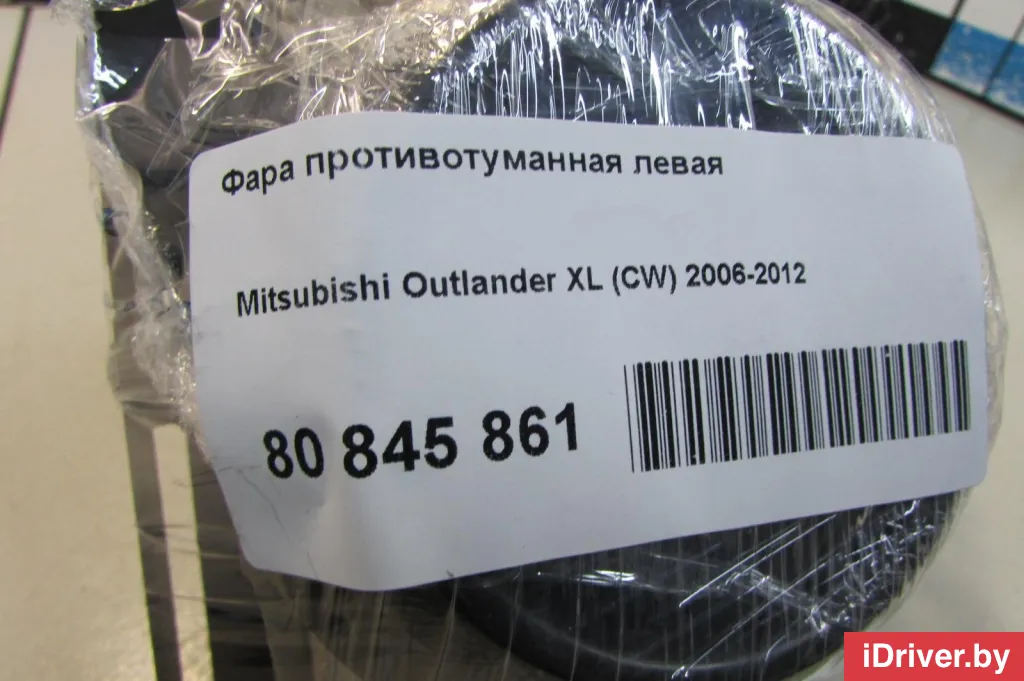 Фара противотуманная левая
Mitsubishi Outlander XL (CW) 2006-2012
80 845 861
iDriver.by